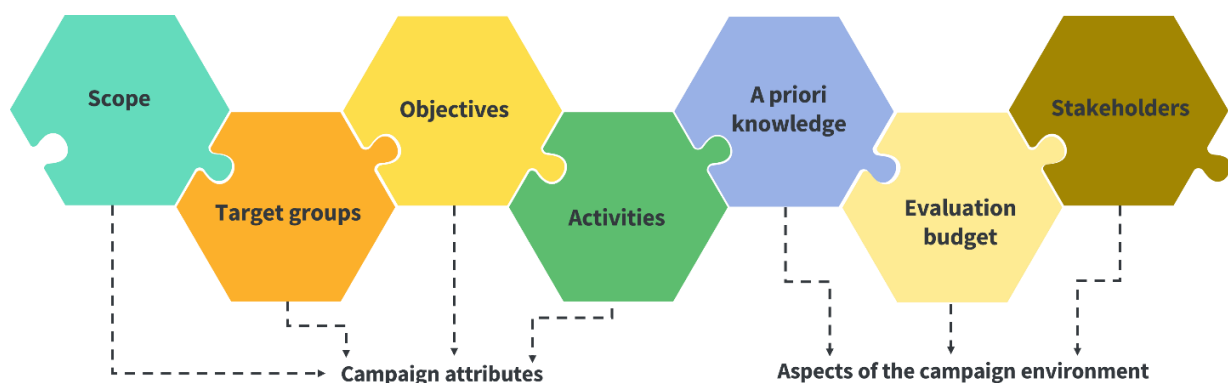 Scope
Target groups
Objectives
Activities
A priori
knowledge
Evaluation
budget
Stakeholders
Campaign attributes
Aspects of the campaign environment